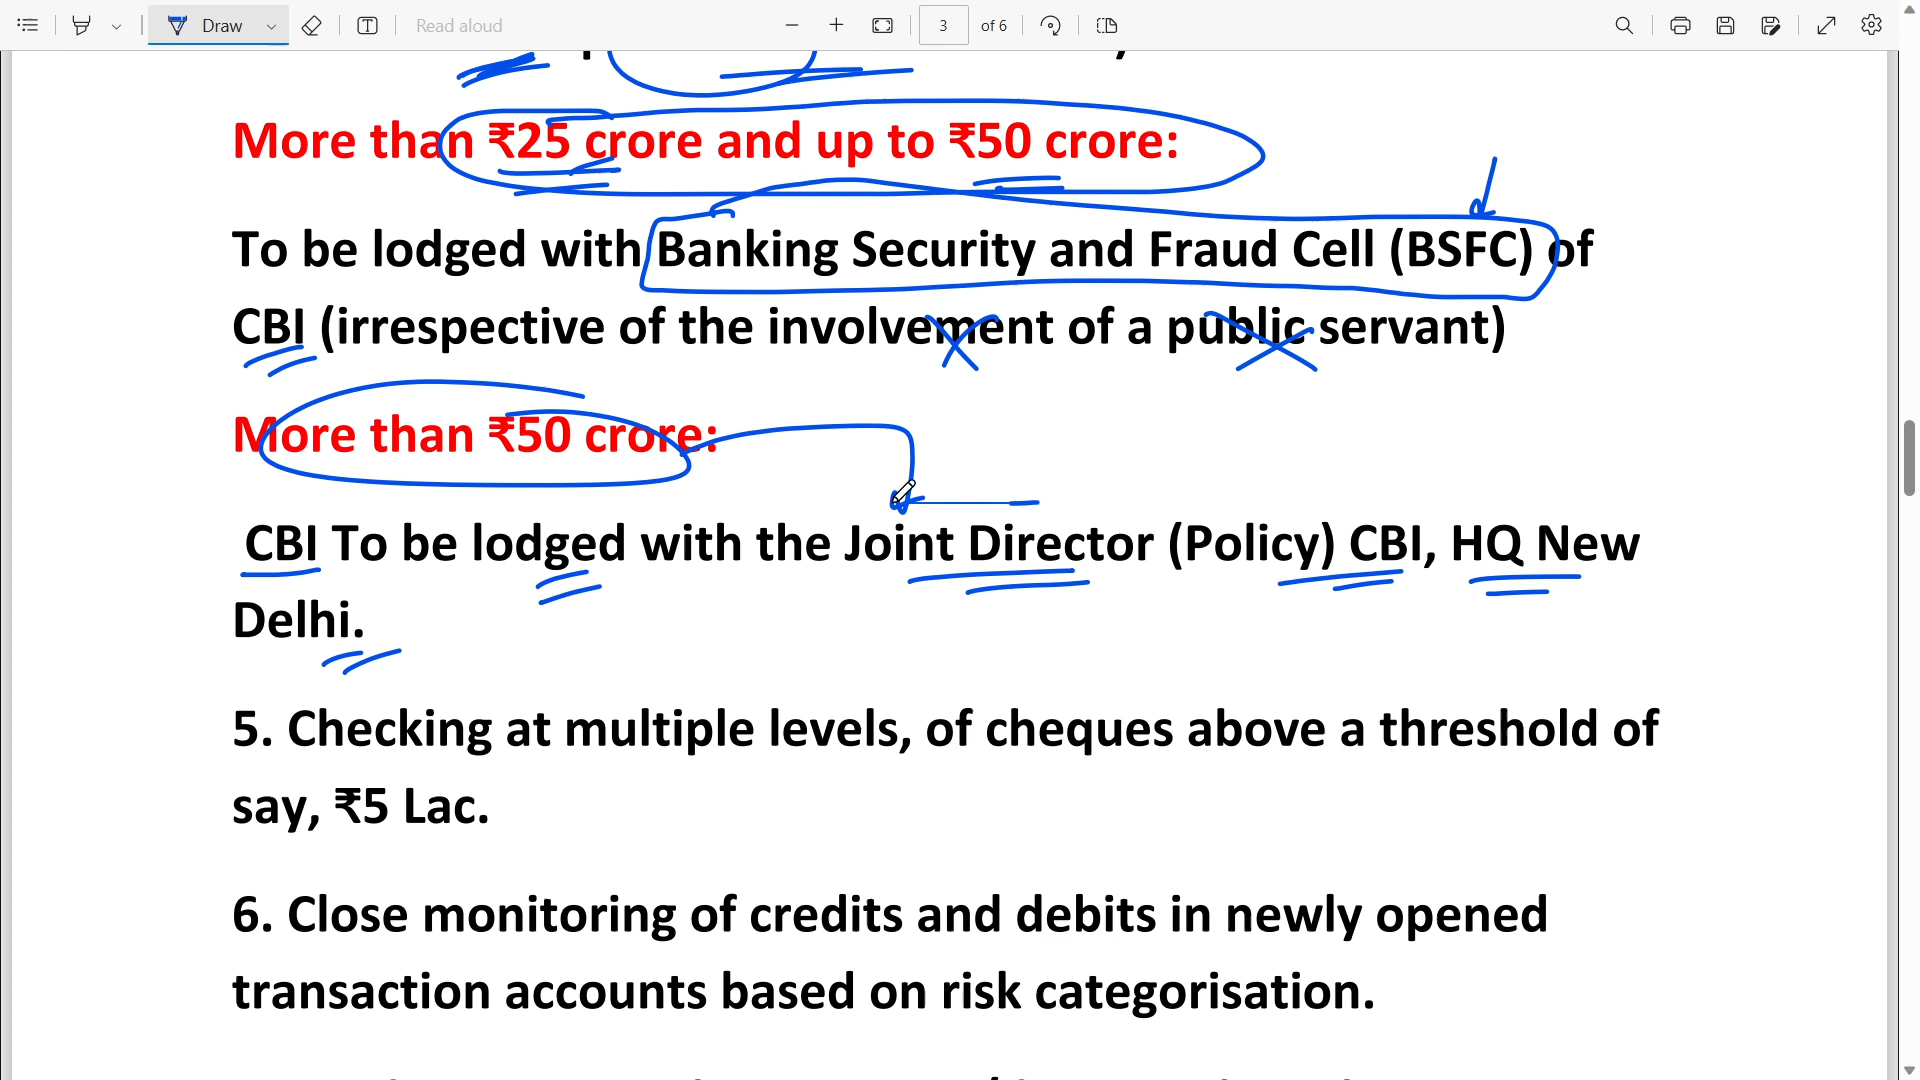 Draw
Read aloud
3 of 6
More than ₹25 crore and up to ₹50 crore:
To be lodged with Banking Security and Fraud Cell (BSFC) of
CBI (irrespective of the involvement of a public servant)
More than ₹50 crore:
CBI To be lodged with the Joint Director (Policy) CBI, HQ New
Delhi.
5. Checking at multiple levels, of cheques above a threshold of
say, ₹5 Lac.
6. Close monitoring of credits and debits in newly opened
transaction accounts based on risk categorisation.